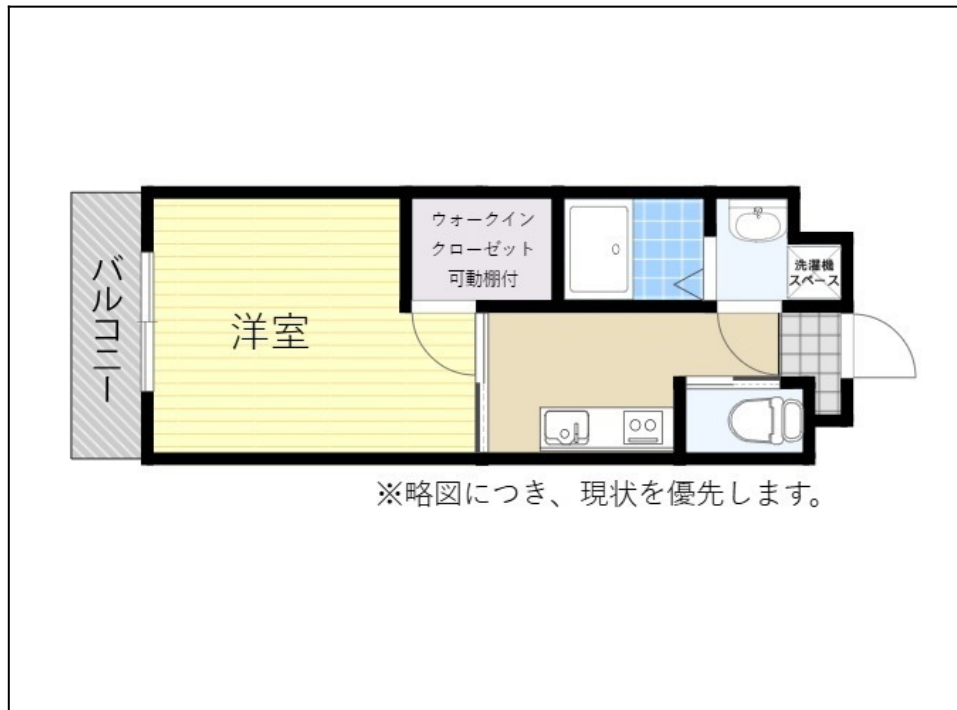 ウォークイン
クローゼット
可動棚付
洗濯機
スペース
バルコニー
洋室
※略図につき、現状を優先します。